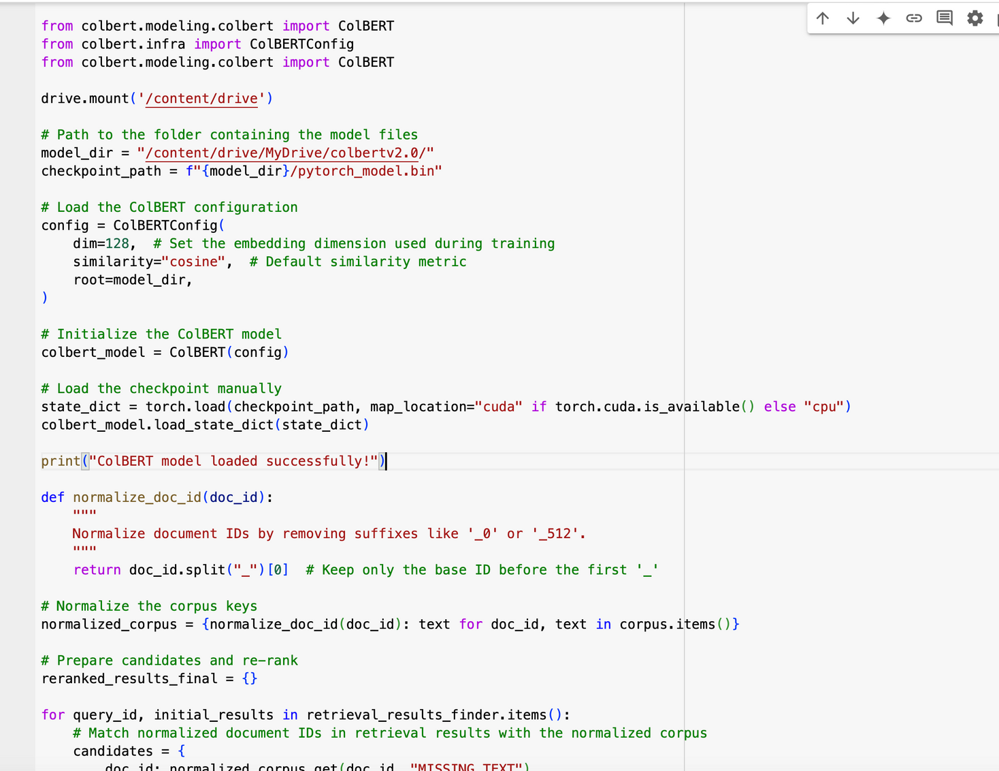 from colbert.modeling.colbert import ColBERT
from colbert.infra import ColBERTConfig
from colbert.modeling.colbert import ColBERT
drive.mount('/content/drive')
# Path to the folder containing the model files
model_dir = "/content/drive/MyDrive/colbertv2.0/"
checkpoint_path = f"{model_dir}/pytorch_model.bin"
# Load the ColBERT configuration
config = ColBERTConfig(
    dim=128,  # Set the embedding dimension used during training
    similarity="cosine",  # Default similarity metric
    root=model_dir,
)
# Initialize the ColBERT model
colbert_model = ColBERT(config)
# Load the checkpoint manually
state_dict = torch.load(checkpoint_path, map_location="cuda" if torch.cuda.is_available() else "cpu")
colbert_model.load_state_dict(state_dict)
print("ColBERT model loaded successfully!")
def normalize_doc_id(doc_id):
    """
    Normalize document IDs by removing suffixes like '_0' or '_512'.
    """
    return doc_id.split("_")[0]  # Keep only the base ID before the first '_'
# Normalize the corpus keys
normalized_corpus = {normalize_doc_id(doc_id): text for doc_id, text in corpus.items()}
# Prepare candidates and re-rank
reranked_results_final = {}
for query_id, initial_results in retrieval_results_finder.items():
    # Match normalized document IDs in retrieval results with the normalized corpus
    candidates = {
        doc_id: normalized_corpus.get(doc_id, "MISSING TEXT")